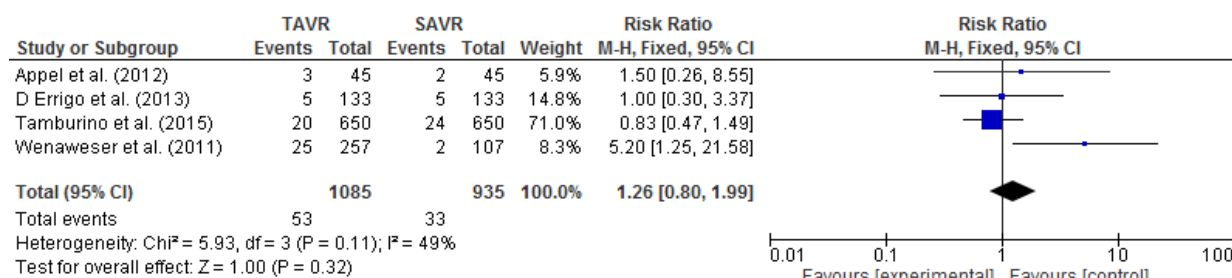 TAVR SAVR Risk Ratio Risk Ratio
Study or Subgroup Events Total Events Total Weight M-H, Fixed, 95% CI M-H, Fixed, 95% CI
Appel et al. (2012) 3 45 2 45 5.9% 1.50 [0.26, 8.55]
D Errigo et al. (2013) 5 133 5 133 14.8% 1.00 [0.30, 3.37]
Tamburino et al. (2015) 20 650 24 650 71.0% 0.83 [0.47, 1.49]
Wenaweser et al. (2011) 25 257 2 107 8.3% 5.20 [1.25, 21.58]
Total (95% CI) 1085 935 100.0% 1.26 [0.80, 1.99]
Total events 53 33
Heterogeneity: Chi² = 5.93, df = 3 (P = 0.11); I² = 49%
Test for overall effect: Z = 1.00 (P = 0.32)
0.01 0.1 1 10 100
Favours [experimental] Favours [control]